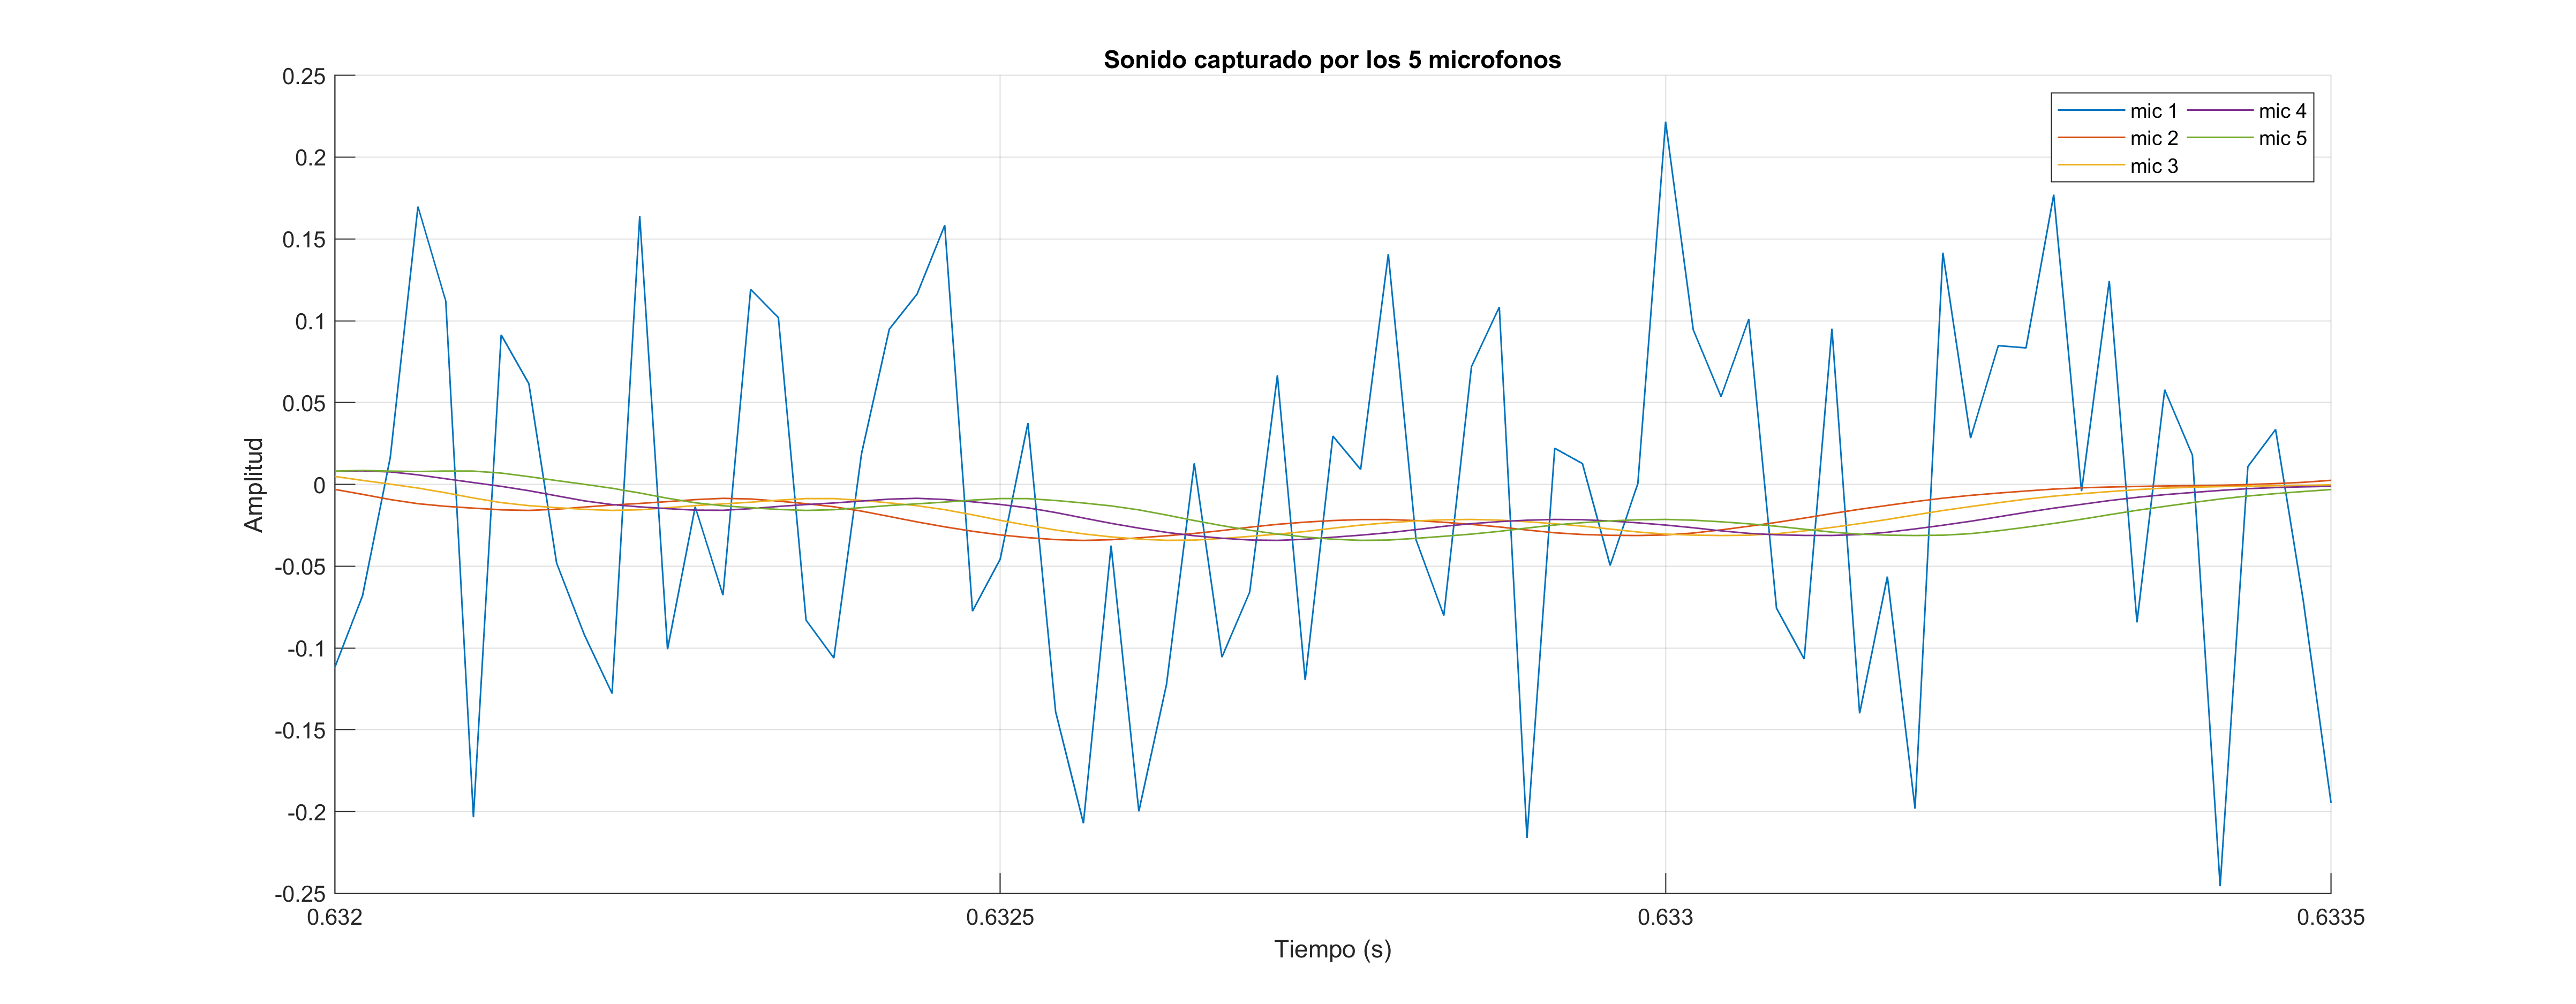 Sonido capturado por los 5 microfonos
0.25
0.2
0.15
0.1
0.05
0
-0.05
-0.1
-0.15
-0.2
-0.25
Amplitud
mic 1 mic 4
mic 2 mic 5
mic 3
0.632 0.6325 0.633 0.6335
Tiempo (s)